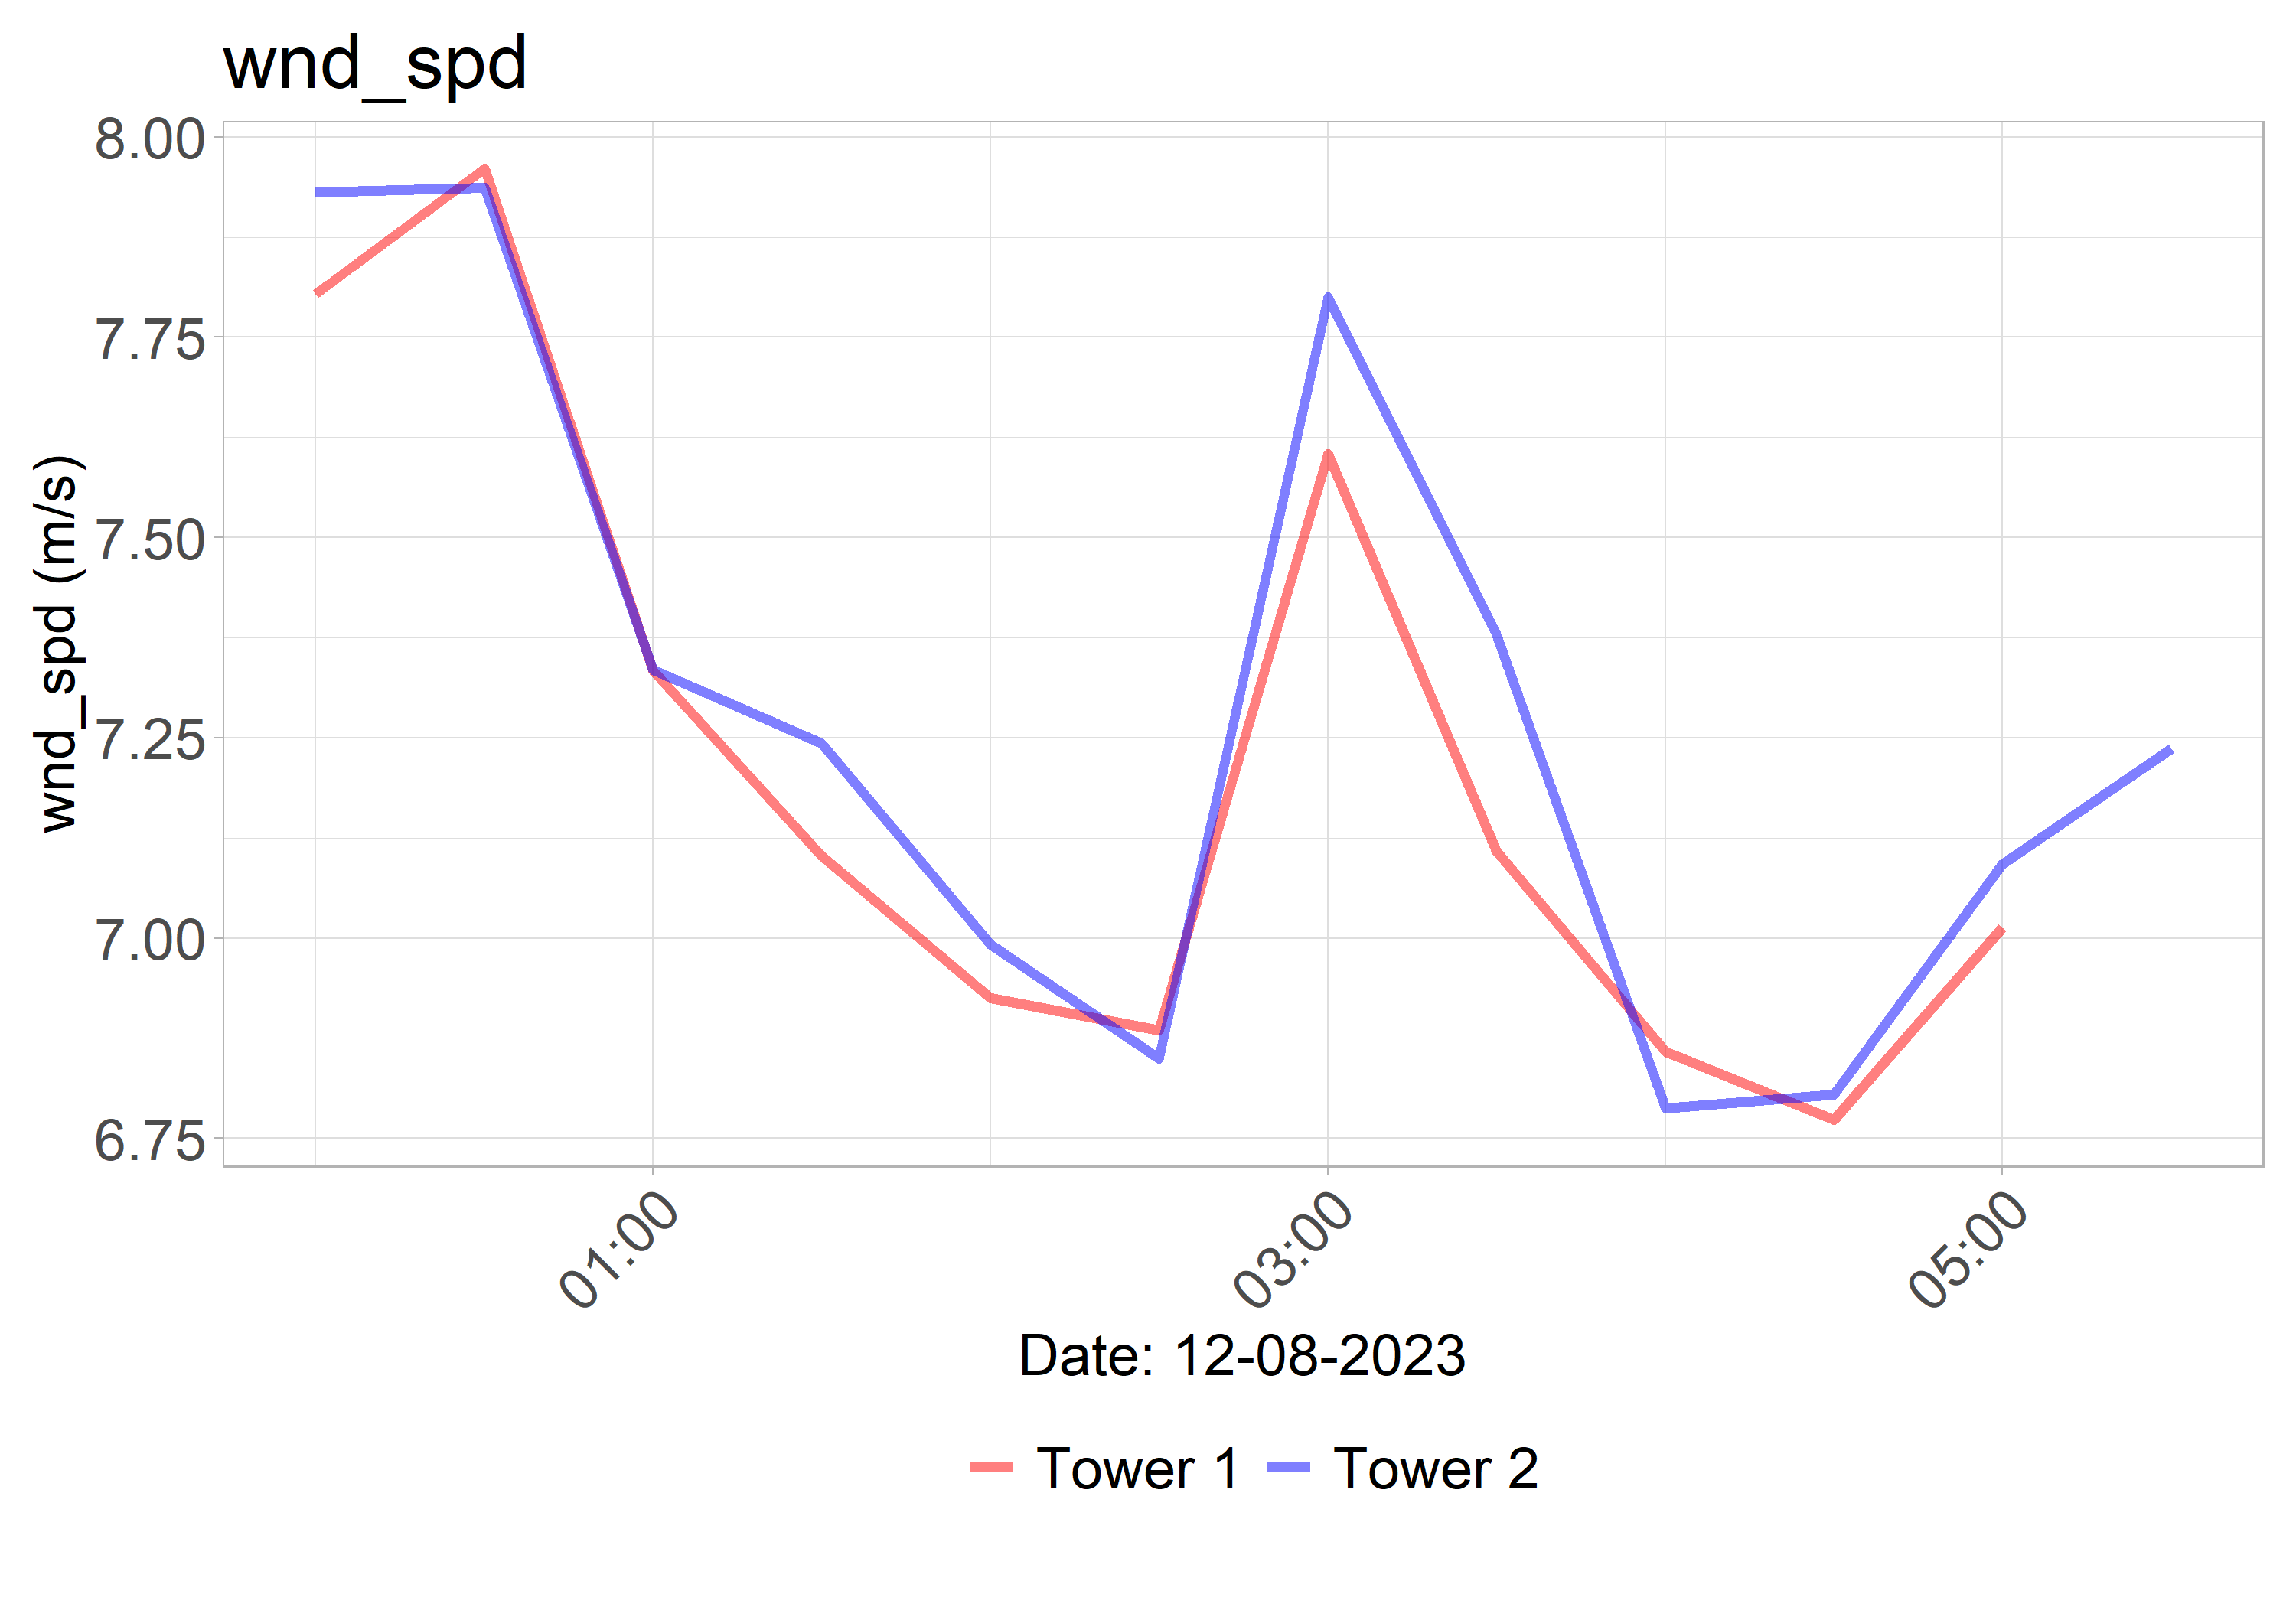 wnd_spd
wnd_spd (m/s)
8.00
7.75
7.50
7.25
7.00
6.75
01:00
03:00
05:00
Date: 12-08-2023
Tower 1
Tower 2